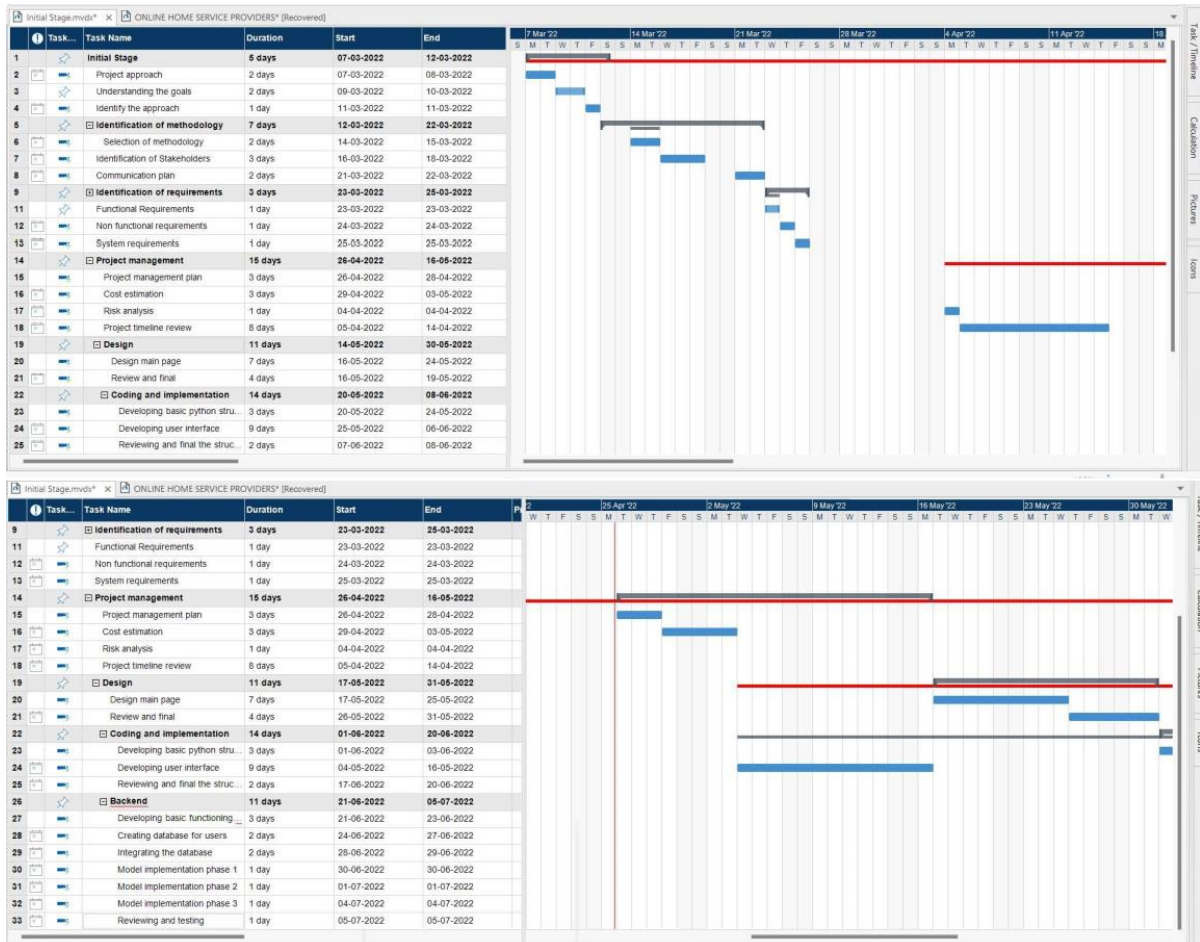 Initial Stage.mvdx* × ONLINE HOME SERVICE PROVIDERS* [Recovered]
Task... Task Name Duration Start End 7 Mar '22 14 Mar '22 21 Mar '22 28 Mar '22 4 Apr '22 11 Apr '22 18
S M T W T F S S M T W T F S S M T W T F S S M T W T F S S M T W T F S S M T W T F S S M
1 Initial Stage 5 days 07-03-2022 12-03-2022
2 Project approach 2 days 07-03-2022 08-03-2022
3 Understanding the goals 2 days 09-03-2022 10-03-2022
4 Identify the approach 1 day 11-03-2022 11-03-2022
5 Identification of methodology 7 days 12-03-2022 22-03-2022
6 Selection of methodology 2 days 14-03-2022 15-03-2022
7 Identification of Stakeholders 3 days 16-03-2022 18-03-2022
8 Communication plan 2 days 21-03-2022 22-03-2022
9 Identification of requirements 3 days 23-03-2022 25-03-2022
11 Functional Requirements 1 day 23-03-2022 23-03-2022
12 Non functional requirements 1 day 24-03-2022 24-03-2022
13 System requirements 1 day 25-03-2022 25-03-2022
14 Project management 15 days 26-04-2022 16-05-2022
15 Project management plan 3 days 26-04-2022 28-04-2022
16 Cost estimation 3 days 29-04-2022 03-05-2022
17 Risk analysis 1 day 04-04-2022 04-04-2022
18 Project timeline review 8 days 05-04-2022 14-04-2022
19 Design 11 days 14-05-2022 30-05-2022
20 Design main page 7 days 16-05-2022 24-05-2022
21 Review and final 4 days 16-05-2022 19-05-2022
22 Coding and implementation 14 days 20-05-2022 08-06-2022
23 Developing basic python stru... 3 days 20-05-2022 24-05-2022
24 Developing user interface 9 days 25-05-2022 06-06-2022
25 Reviewing and final the struc... 2 days 07-06-2022 08-06-2022
Task / Timeline
Calculation
Pictures
Icons
Initial Stage.mvdx* × ONLINE HOME SERVICE PROVIDERS* [Recovered]
Task... Task Name Duration Start End 25 Apr '22 2 May '22 9 May '22 16 May '22 23 May '22 30 May '22
W T F S S M T W T F S S M T W T F S S M T W T F S S M T W T F S S M T W T F S S M T W
9 Identification of requirements 3 days 23-03-2022 25-03-2022
11 Functional Requirements 1 day 23-03-2022 23-03-2022
12 Non functional requirements 1 day 24-03-2022 24-03-2022
13 System requirements 1 day 25-03-2022 25-03-2022
14 Project management 15 days 26-04-2022 16-05-2022
15 Project management plan 3 days 26-04-2022 28-04-2022
16 Cost estimation 3 days 29-04-2022 03-05-2022
17 Risk analysis 1 day 04-04-2022 04-04-2022
18 Project timeline review 8 days 05-04-2022 14-04-2022
19 Design 11 days 17-05-2022 31-05-2022
20 Design main page 7 days 17-05-2022 25-05-2022
21 Review and final 4 days 26-05-2022 31-05-2022
22 Coding and implementation 14 days 01-06-2022 20-06-2022
23 Developing basic python stru... 3 days 01-06-2022 03-06-2022
24 Developing user interface 9 days 04-05-2022 16-05-2022
25 Reviewing and final the struc... 2 days 17-06-2022 20-06-2022
26 Backend 11 days 21-06-2022 05-07-2022
27 Developing basic functioning... 3 days 21-06-2022 23-06-2022
28 Creating database for users 2 days 24-06-2022 27-06-2022
29 Integrating the database 2 days 28-06-2022 29-06-2022
30 Model implementation phase 1 1 day 30-06-2022 30-06-2022
31 Model implementation phase 2 1 day 01-07-2022 01-07-2022
32 Model implementation phase 3 1 day 04-07-2022 04-07-2022
33 Reviewing and testing 1 day 05-07-2022 05-07-2022